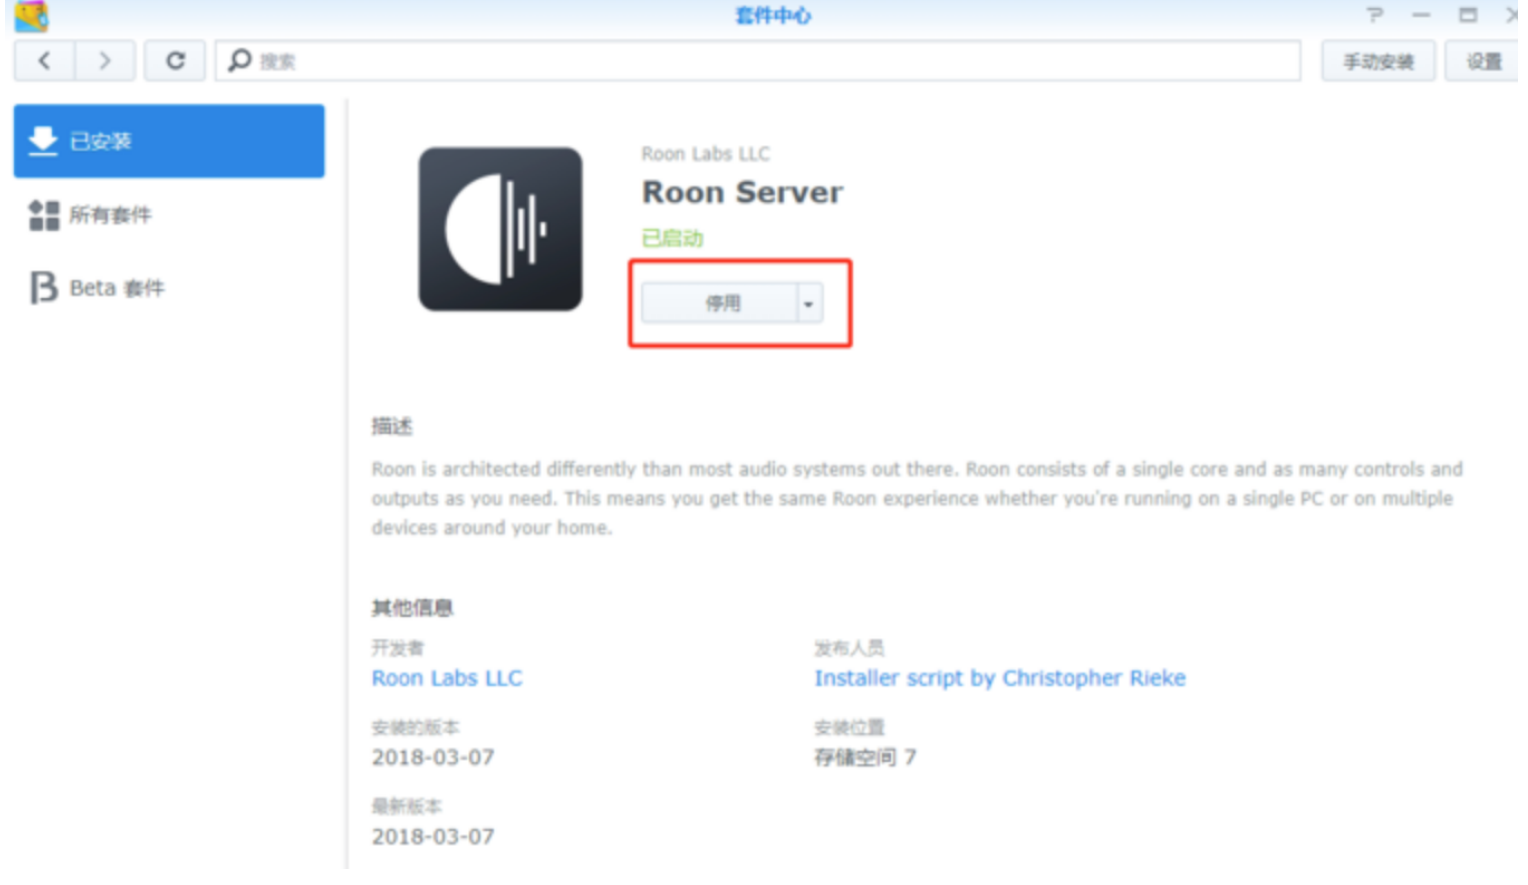 套件中心
搜索
手动安装
设置
已安装
所有套件
Beta 套件
Roon Labs LLC
Roon Server
已启动
停用
描述
Roon is architected differently than most audio systems out there. Roon consists of a single core and as many controls and
outputs as you need. This means you get the same Roon experience whether you're running on a single PC or on multiple
devices around your home.
其他信息
开发者
发布人员
Roon Labs LLC
Installer script by Christopher Rieke
安装的版本
安装位置
2018-03-07
存储空间 7
最新版本
2018-03-07